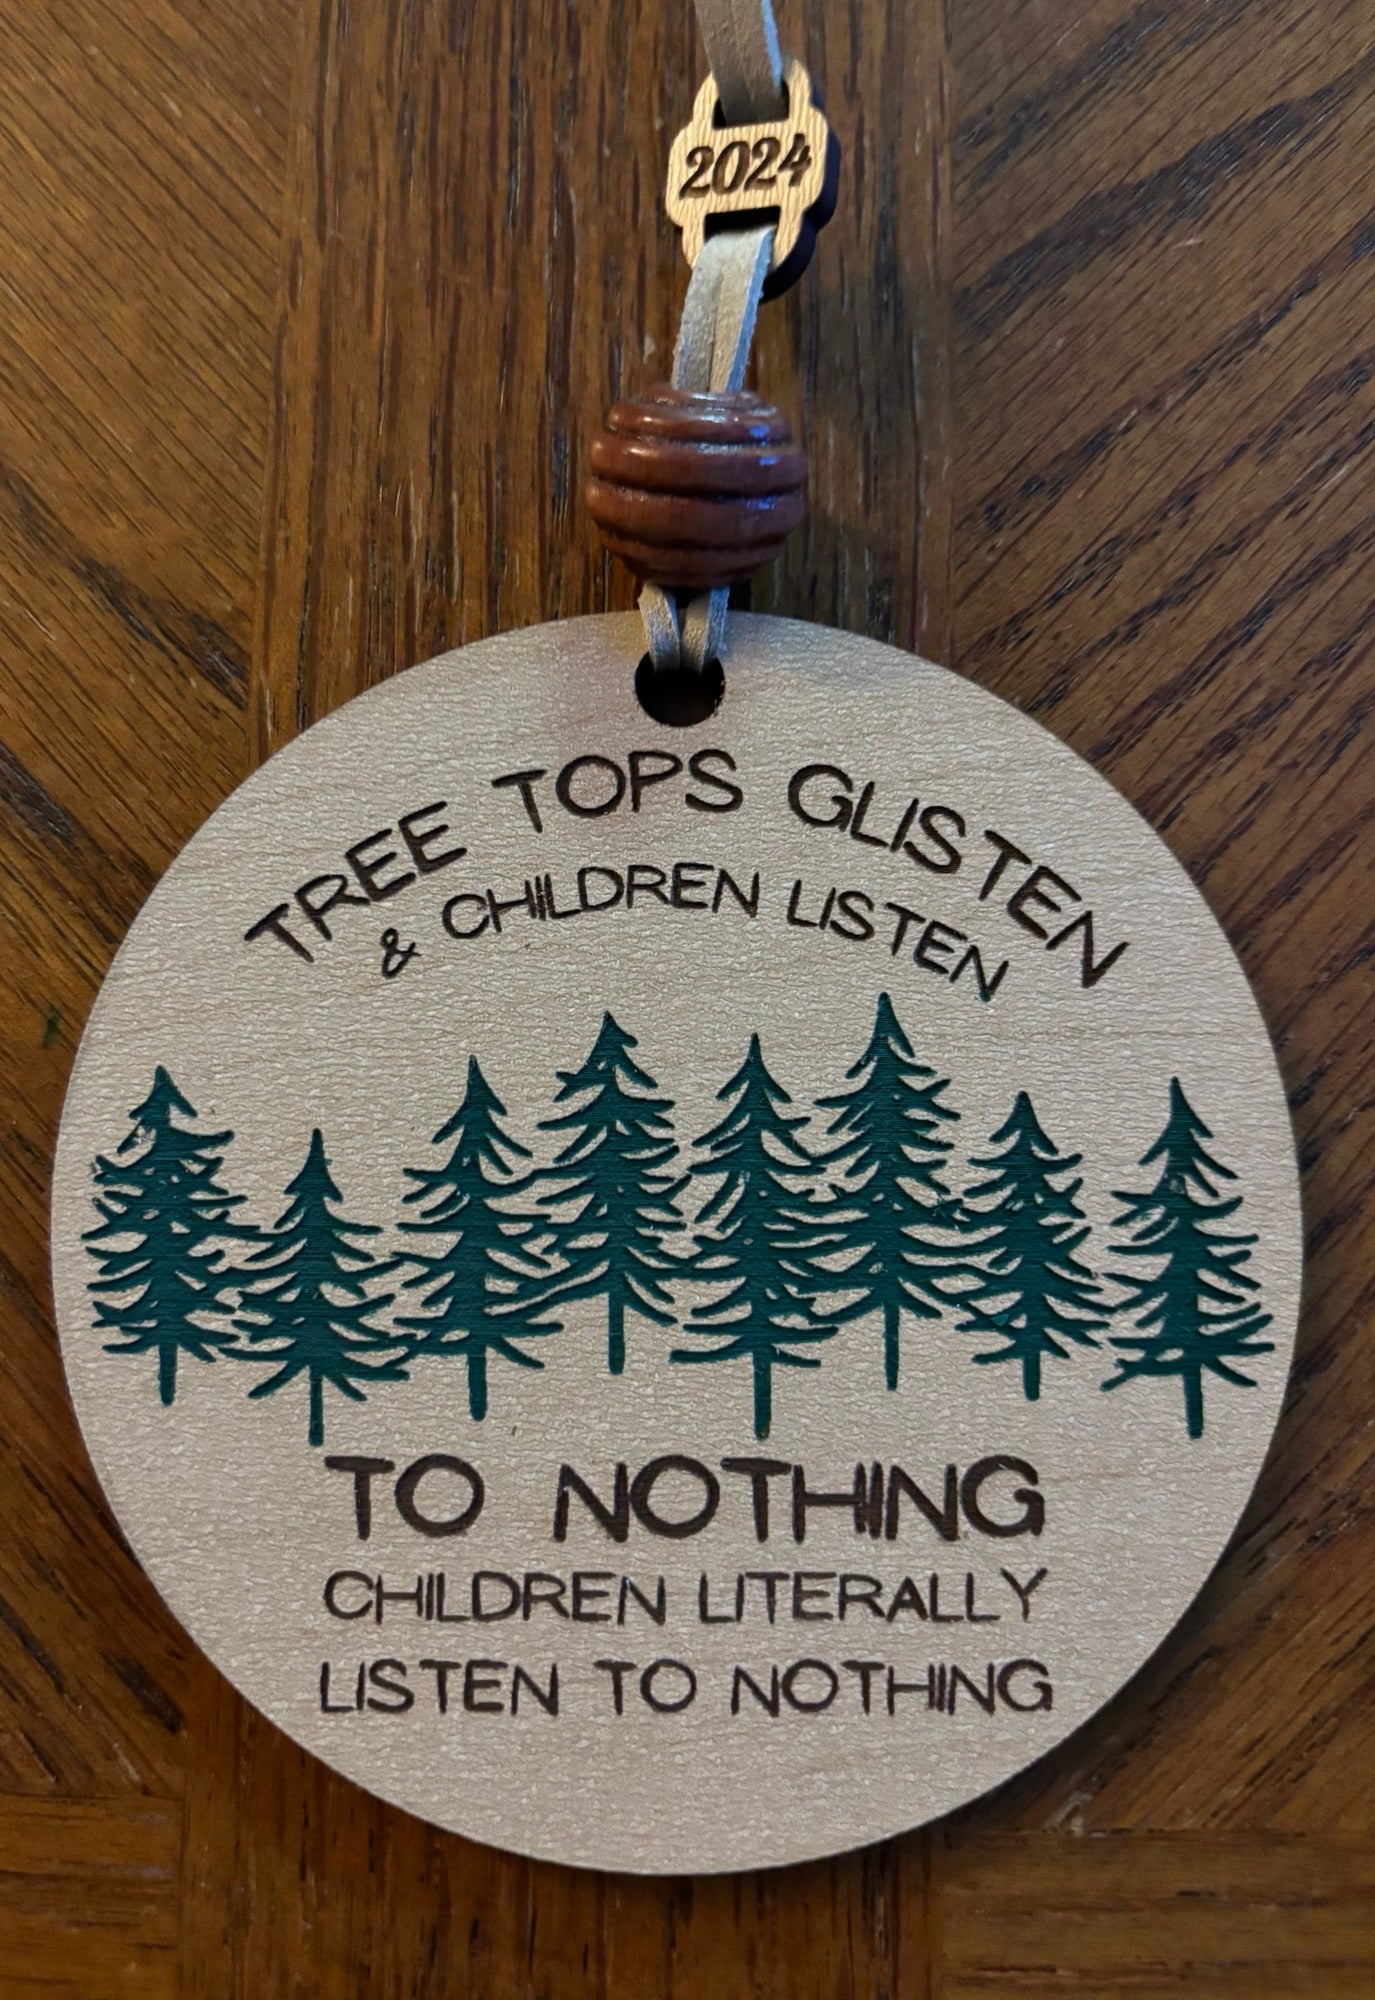 2024
TREE TOPS GLISTEN
& CHILDREN LISTEN
TO NOTHING
CHILDREN LITERALLY
LISTEN TO NOTHING